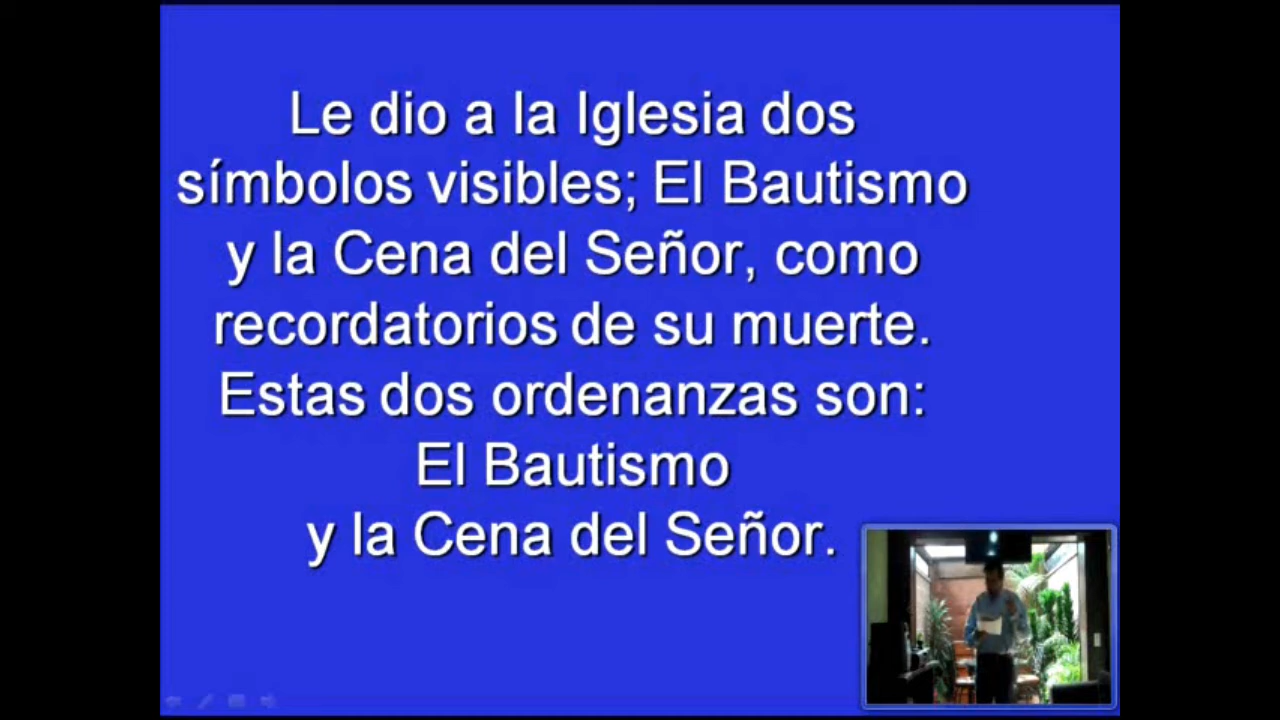 Le dio a la Iglesia dos
símbolos visibles; El Bautismo
y la Cena del Señor, como
recordatorios de su muerte.
Estas dos ordenanzas son:
El Bautismo
y la Cena del Señor.